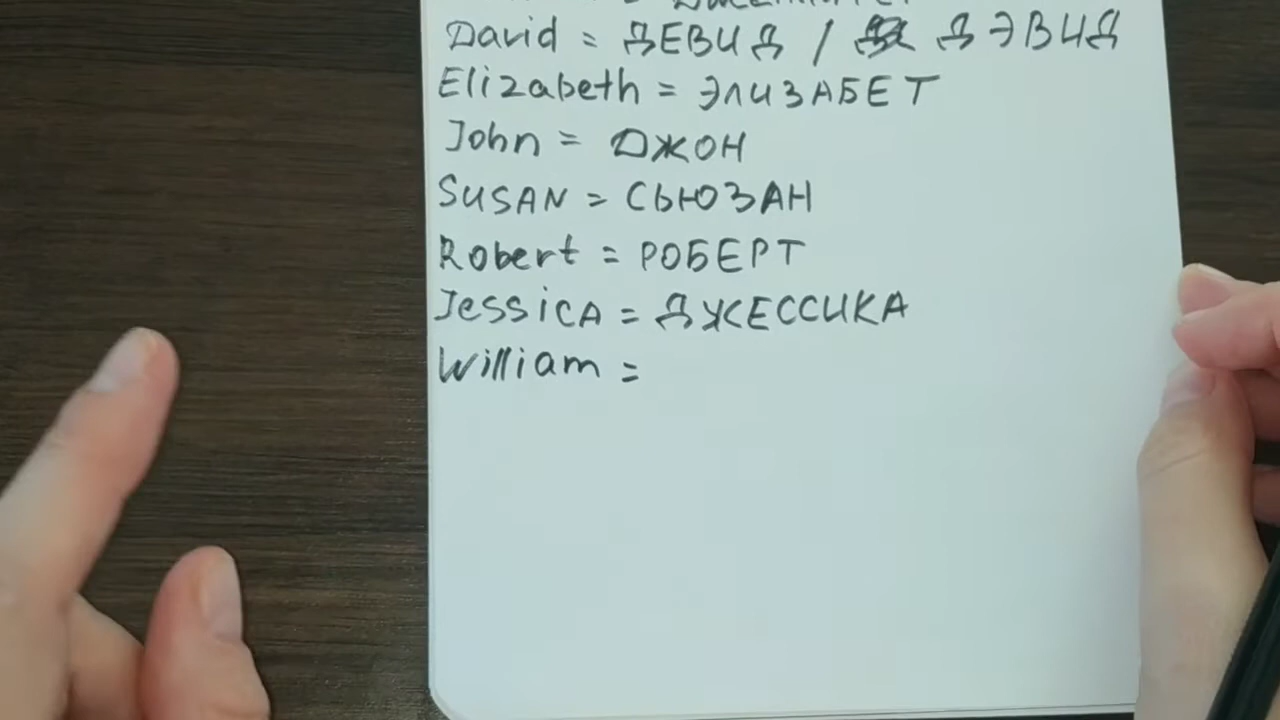 David = ДЕВИД / ДЭВИД
Elizabeth = ЭЛИЗАБЕТ
John = ДЖОН
SUSAN = СЬЮЗАН
Robert = РОБЕРТ
JessicA = ДЖЕССИКА
William =